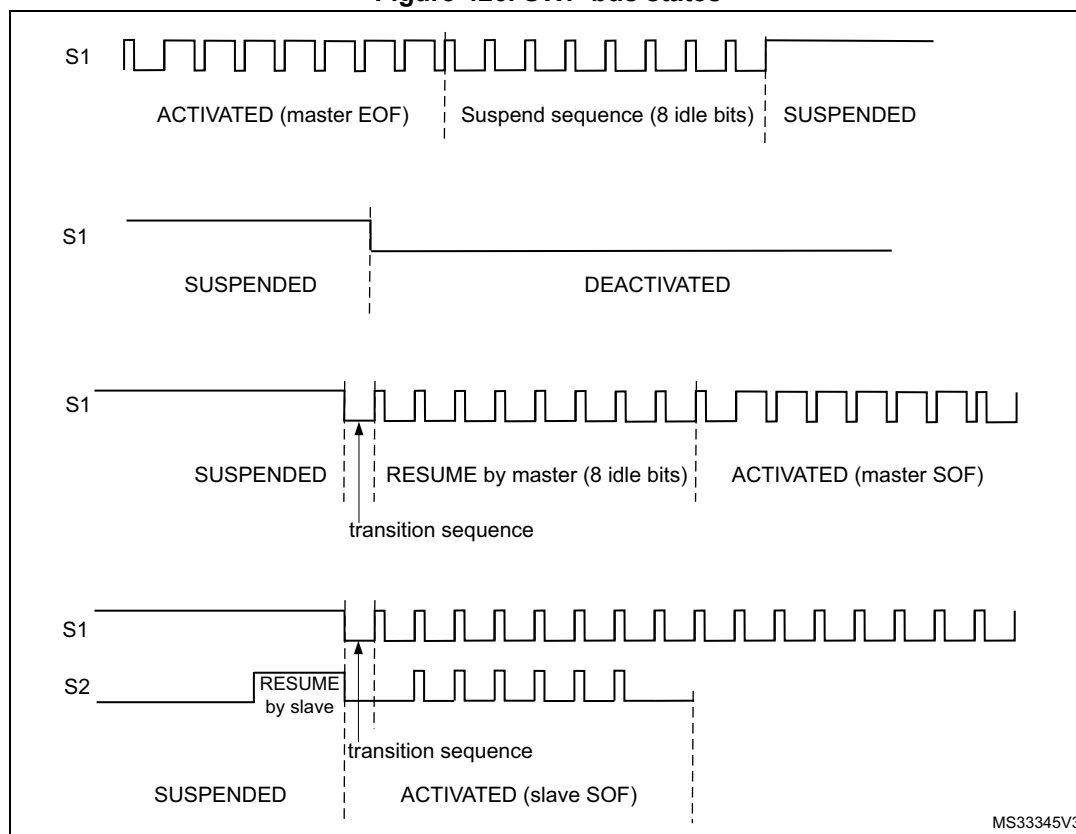 S1
ACTIVATED (master EOF) Suspend sequence (8 idle bits) SUSPENDED
S1
SUSPENDED DEACTIVATED
S1
SUSPENDED RESUME by master (8 idle bits) ACTIVATED (master SOF)
transition sequence
S1
S2
RESUME
by slave
transition sequence
SUSPENDED ACTIVATED (slave SOF)
MS33345V3